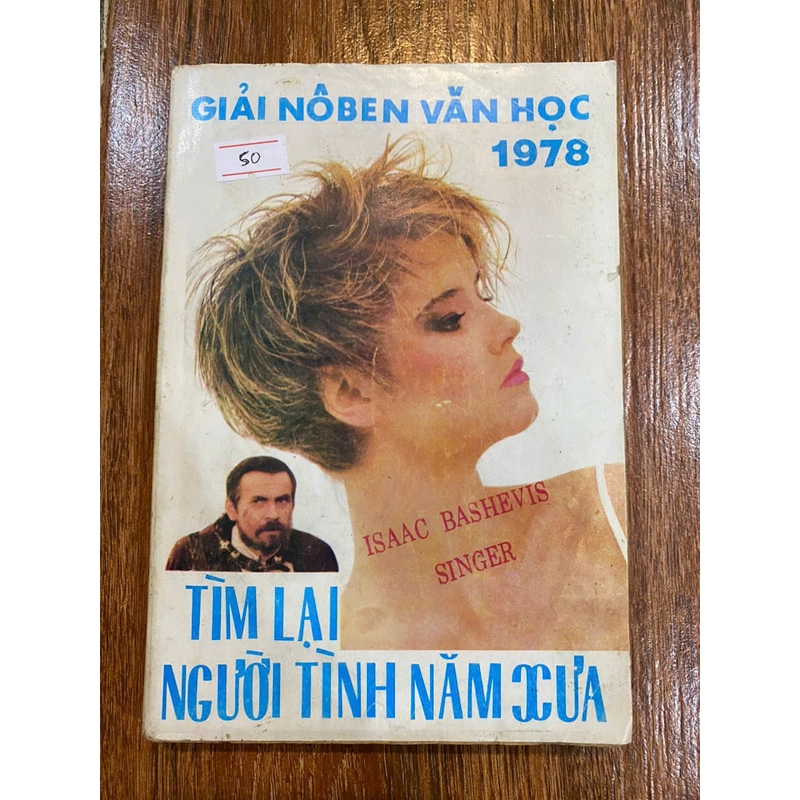 GIẢI NÔBEN VĂN HỌC
1978
50
ISAAC BASHEVIS
SINGER
TÌM LẠI
NGƯỜI TÌNH NĂM XƯA